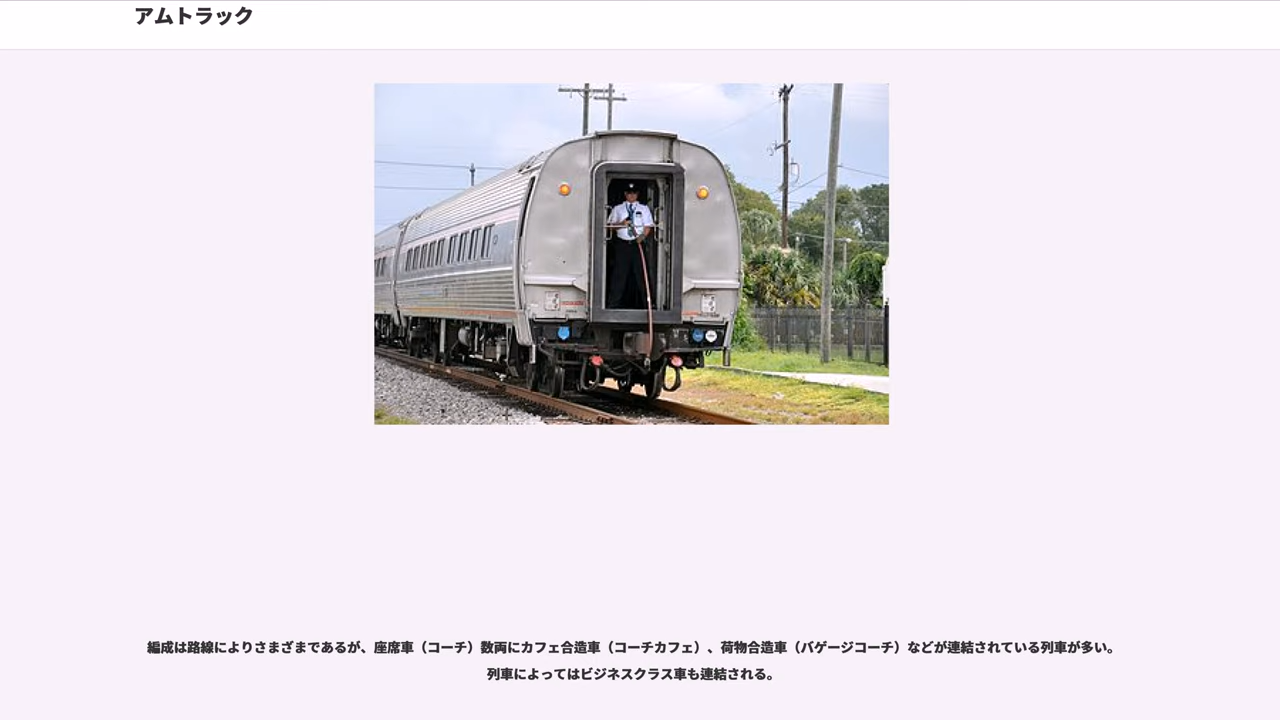 アムトラック
編成は路線によりさまざまであるが、座席車（コーチ）数両にカフェ合造車（コーチカフェ）、荷物合造車（バゲージコーチ）などが連結されている列車が多い。
列車によってはビジネスクラス車も連結される。